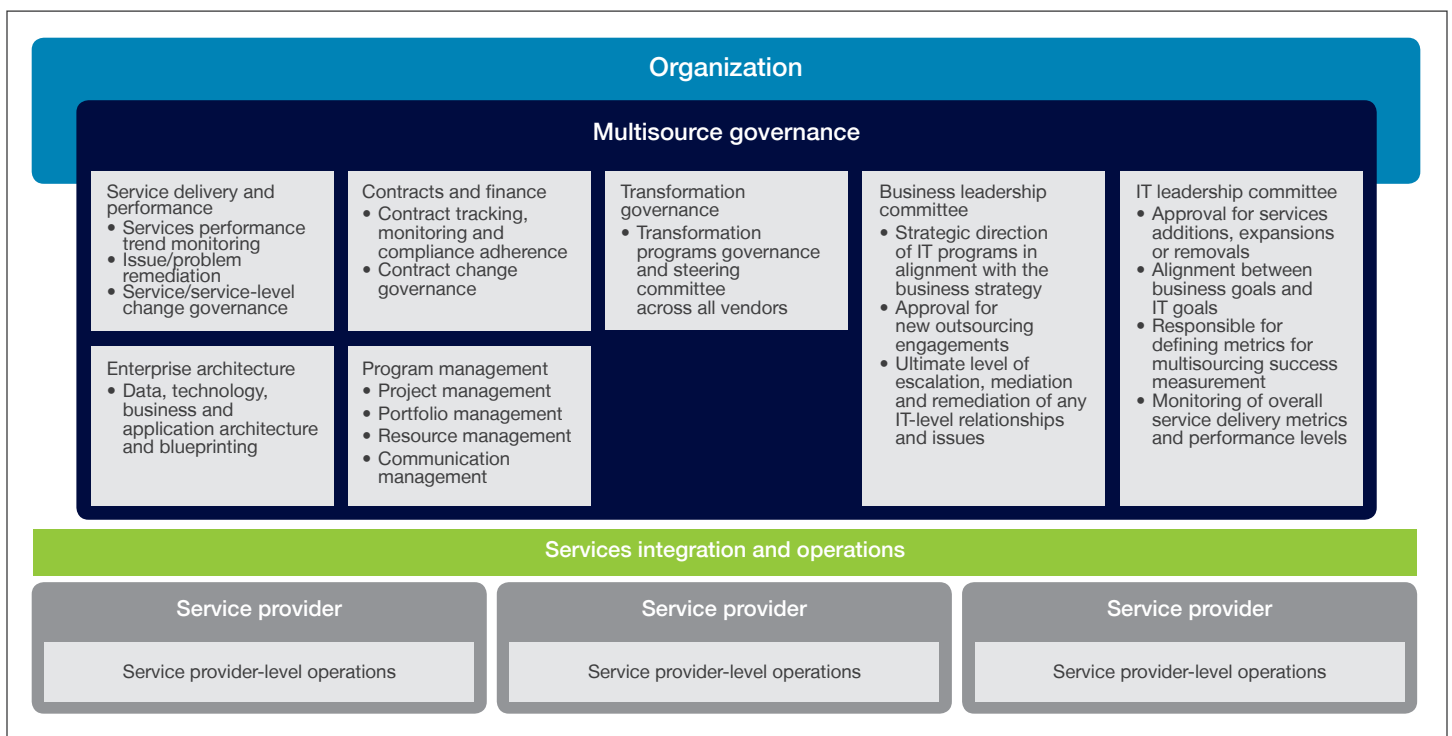 Organization
Multisource governance
Service delivery and
performance
• Services performance
trend monitoring
• Issue/problem
remediation
• Service/service-level
change governance
Contracts and finance
• Contract tracking,
monitoring and
compliance adherence
• Contract change
governance
Transformation
governance
• Transformation
programs governance
and steering
committee
across all vendors
Business leadership
committee
• Strategic direction
of IT programs in
alignment with the
business strategy
• Approval for
new outsourcing
engagements
• Ultimate level of
escalation, mediation
and remediation of any
IT-level relationships
and issues
IT leadership committee
• Approval for services
additions, expansions
or removals
• Alignment between
business goals and
IT goals
• Responsible for
defining metrics for
multisourcing success
measurement
• Monitoring of overall
service delivery metrics
and performance levels
Enterprise architecture
• Data, technology,
business and
application architecture
and blueprinting
Program management
• Project management
• Portfolio management
• Resource management
• Communication
management
Services integration and operations
Service provider
Service provider-level operations
Service provider
Service provider-level operations
Service provider
Service provider-level operations